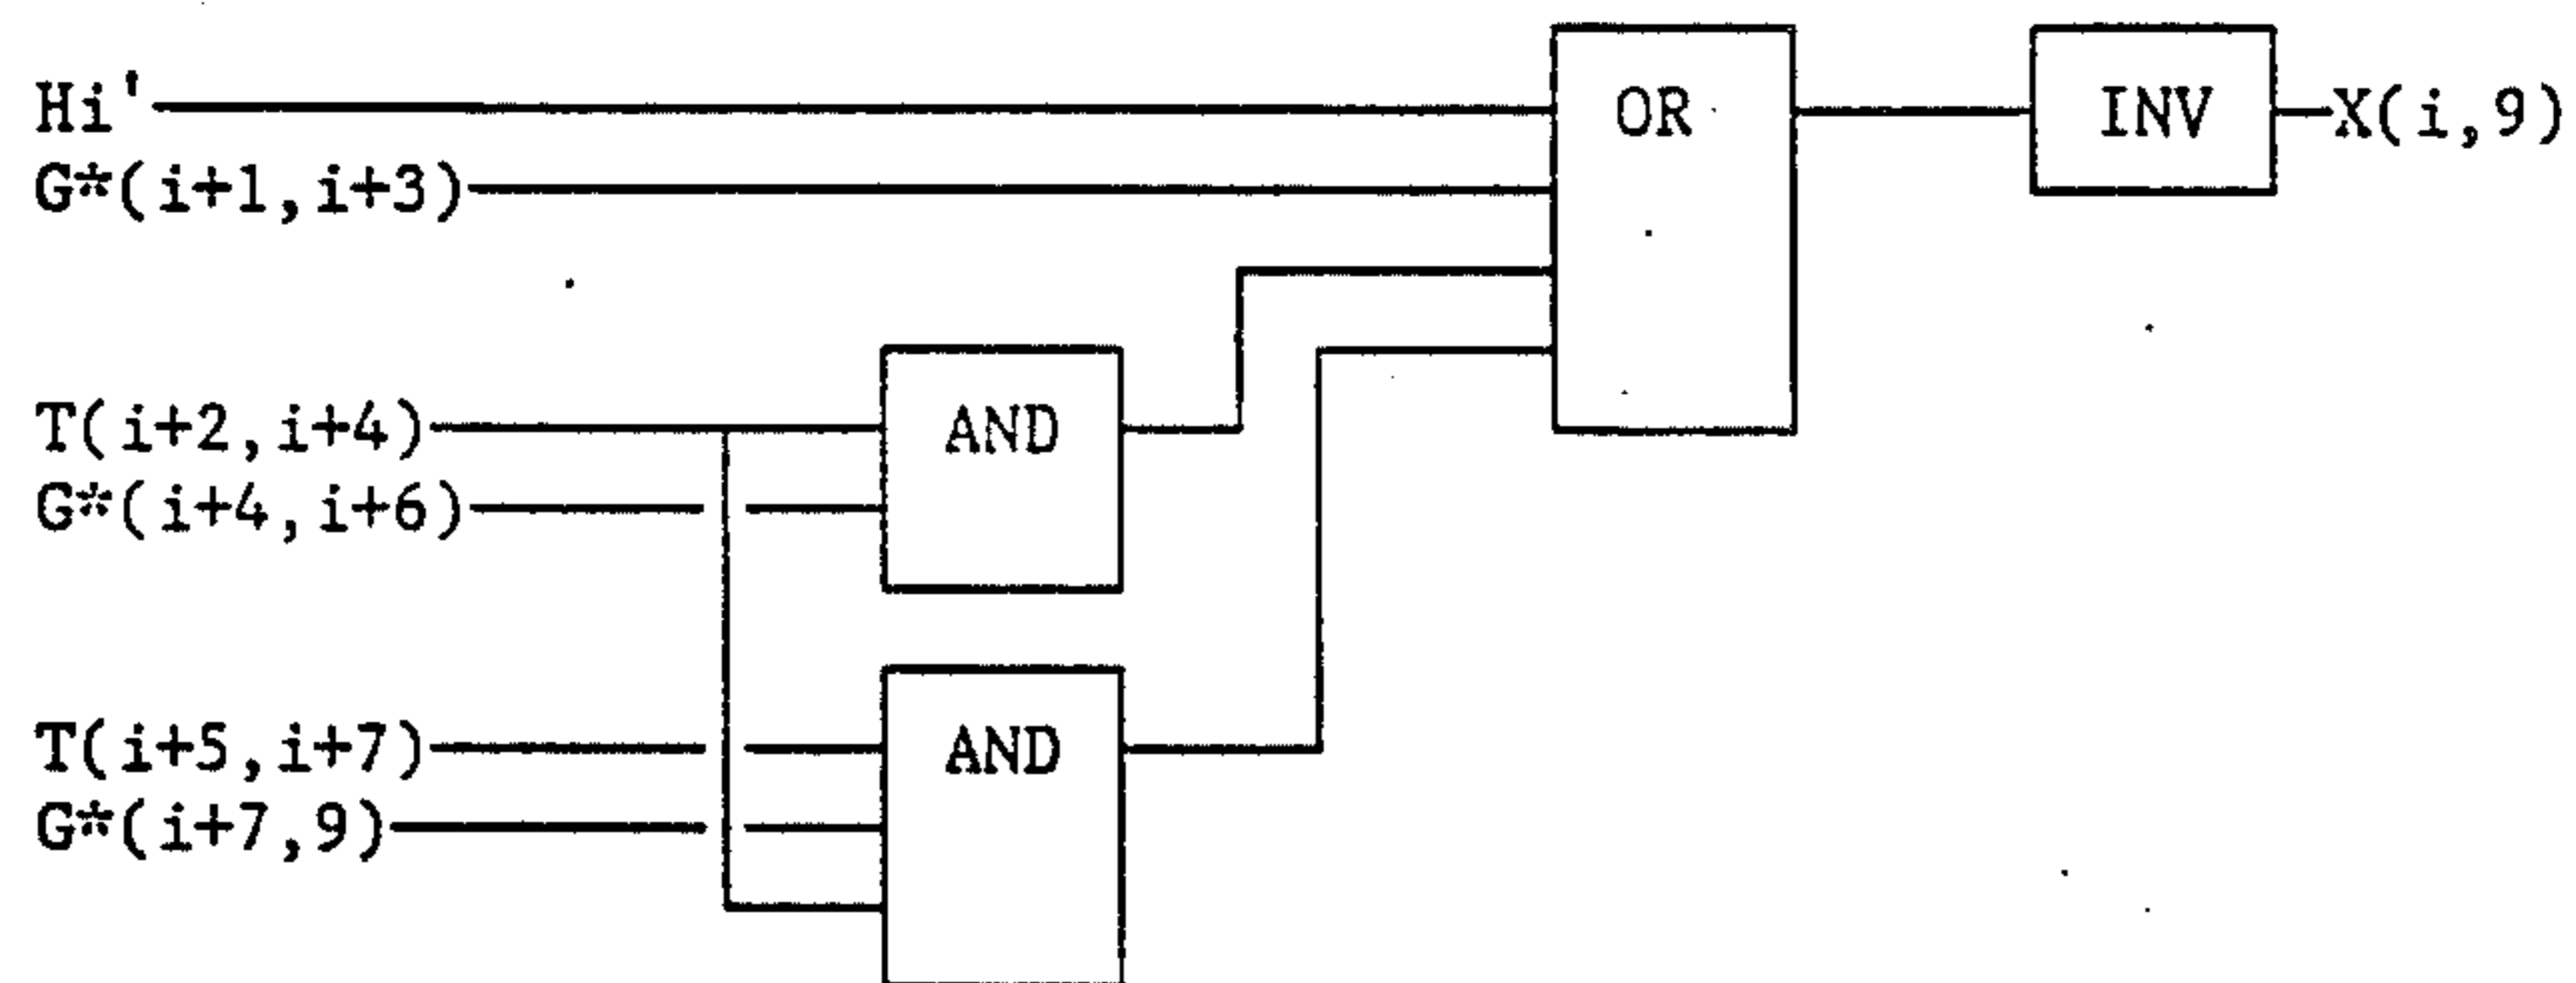 Hi' OR INV X(i,9)
G*(i+1,i+3)
T(i+2,i+4) AND
G*(i+4,i+6)
T(i+5,i+7) AND
G*(i+7,9)